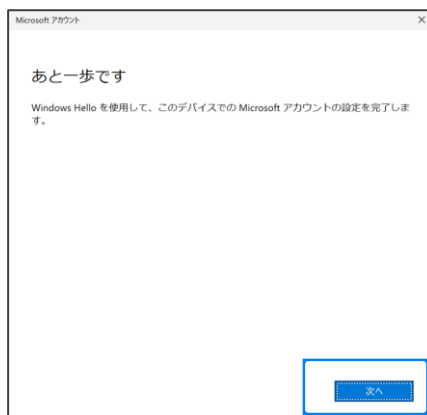 Microsoft アカウント
あと一歩です
Windows Hello を使用して、このデバイスでの Microsoft アカウントの設定を完了しま
す。
次へ